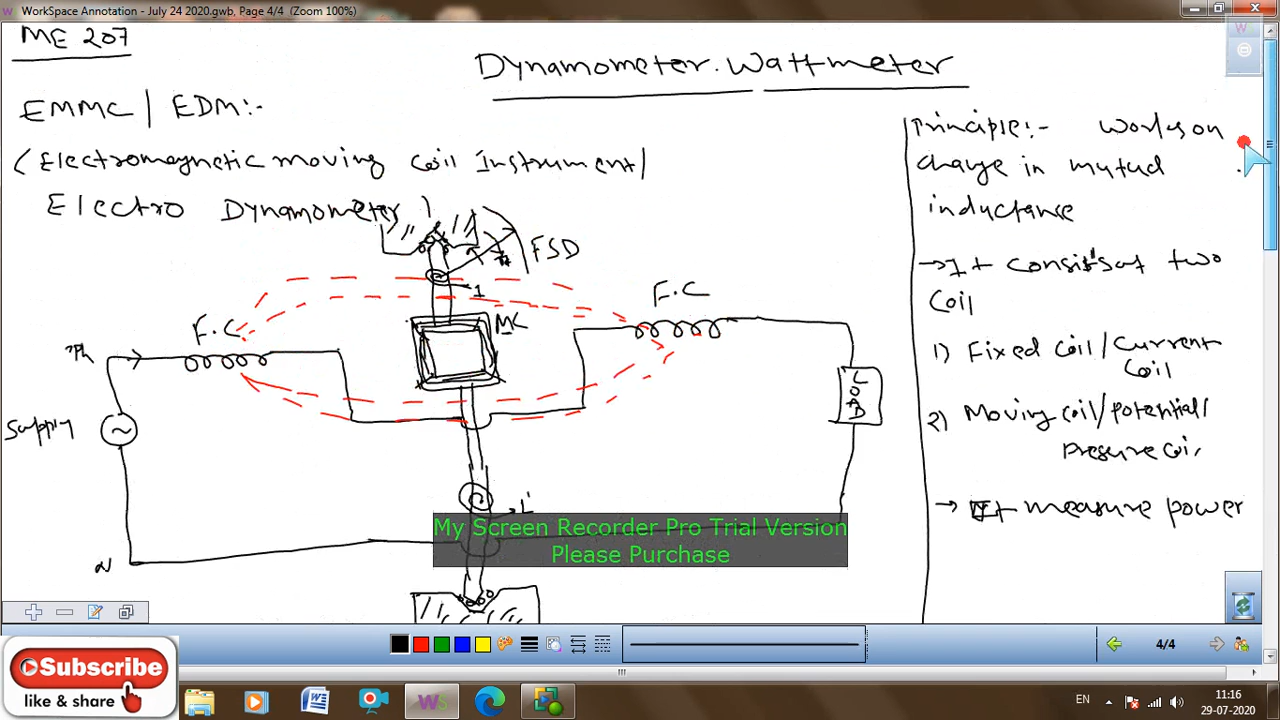 WorkSpace Annotation - July 24 2020.gwb, Page 4/4 (Zoom 100%)
ME 207
Dynamometer. Wattmeter
EMMC | EDM:-
(Electromagnetic moving Coil Instrument/
Electro Dynamometer)
FSD
1
F.C
MC
F.C
Ph
Supply
N
LOAD
1'
Principle:- Works on
change in mutual
inductance
→ It consists of two
Coil
1) Fixed Coil / Current
Coil
2) Moving coil/potential/
Pressure Coil
→ It measure power
My Screen Recorder Pro Trial Version
Please Purchase
4/4
Subscribe
like & share
EN
11:16
29-07-2020